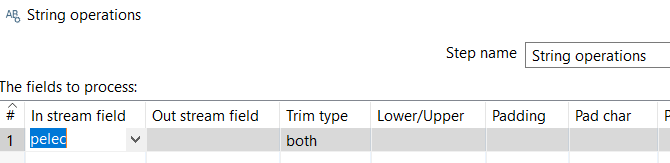 String operations
Step name String operations
The fields to process:
# In stream field Out stream field Trim type Lower/Upper Padding Pad char P
1 pelec both